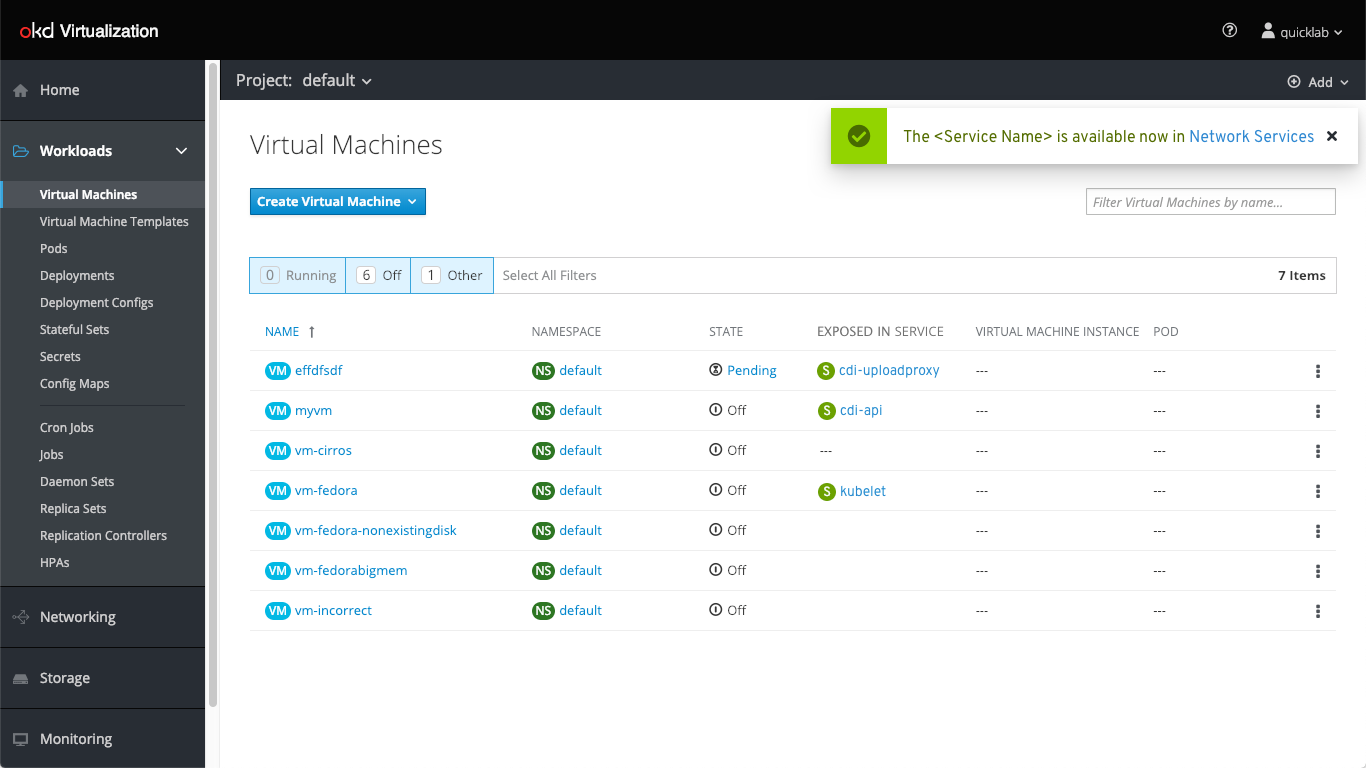 okd Virtualization
quicklab
Project: default
Add
Home
Workloads
Virtual Machines
Virtual Machine Templates
Pods
Deployments
Deployment Configs
Stateful Sets
Secrets
Config Maps
Cron Jobs
Jobs
Daemon Sets
Replica Sets
Replication Controllers
HPAs
Networking
Storage
Monitoring
The <Service Name> is available now in Network Services
Virtual Machines
Create Virtual Machine
Filter Virtual Machines by name...
0 Running 6 Off 1 Other Select All Filters 7 Items
NAME NAMESPACE STATE EXPOSED IN SERVICE VIRTUAL MACHINE INSTANCE POD
VM effdfsdf NS default Pending S cdi-uploadproxy --- ---
VM myvm NS default Off S cdi-api --- ---
VM vm-cirros NS default Off --- --- ---
VM vm-fedora NS default Off S kubelet --- ---
VM vm-fedora-nonexistingdisk NS default Off --- ---
VM vm-fedorabigmem NS default Off --- ---
VM vm-incorrect NS default Off --- ---